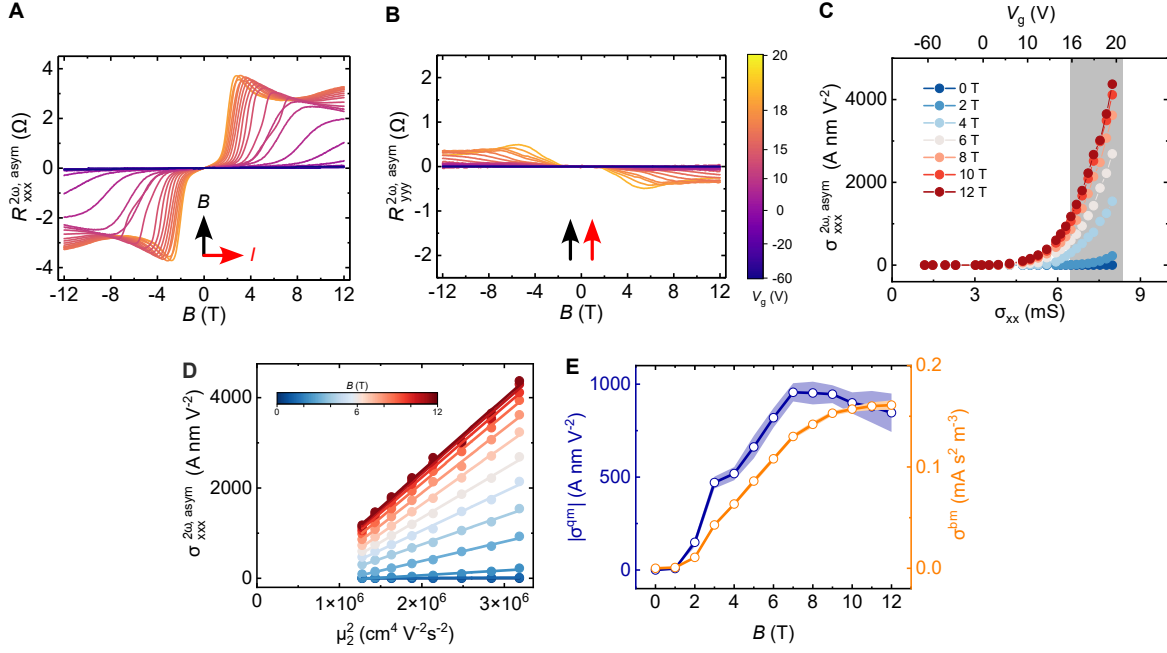 A
R^{2ω, asym}_{xxx} (Ω)
4
2
0
-2
-4
-12 -8 -4 0 4 8 12
B (T)
B
I
B
R^{2ω, asym}_{yyy} (Ω)
2
1
0
-1
-2
-12 -8 -4 0 4 8 12
B (T)
20
18
16
10
0
-60
V_g (V)
C
V_g (V)
-60 0 10 16 20
σ^{2ω, asym}_{xxx} (A nm V^{-2})
4000
2000
0
0 T
2 T
4 T
6 T
8 T
10 T
12 T
0 3 6 9
σ_{xx} (mS)
D
σ^{2ω, asym}_{xxx} (A nm V^{-2})
4000
2000
0
B (T)
0 6 12
0 1×10^6 2×10^6 3×10^6
μ_2^2 (cm^4 V^{-2}s^{-2})
E
|σ^{qm}| (A nm V^{-2})
1000
500
0
0 2 4 6 8 10 12
B (T)
0.2
0.1
0.0
σ^{bm} (mA s^2 m^{-3})